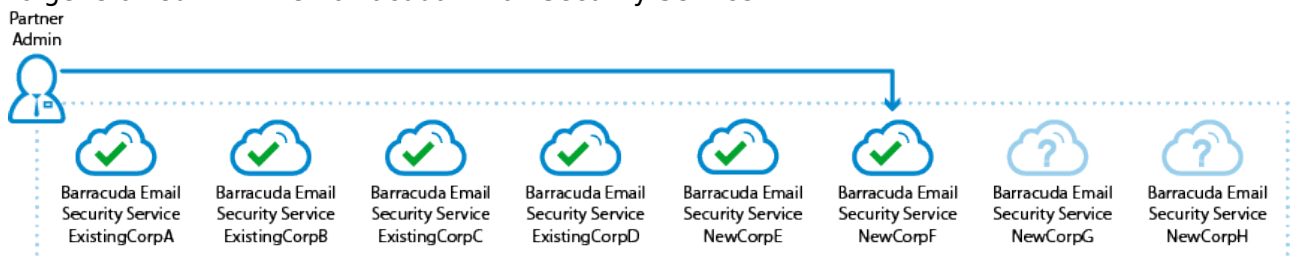 Partner
Admin
Barracuda Email
Security Service
ExistingCorpA
Barracuda Email
Security Service
ExistingCorpB
Barracuda Email
Security Service
ExistingCorpC
Barracuda Email
Security Service
ExistingCorpD
Barracuda Email
Security Service
NewCorpE
Barracuda Email
Security Service
NewCorpF
?
Barracuda Email
Security Service
NewCorpG
?
Barracuda Email
Security Service
NewCorpH